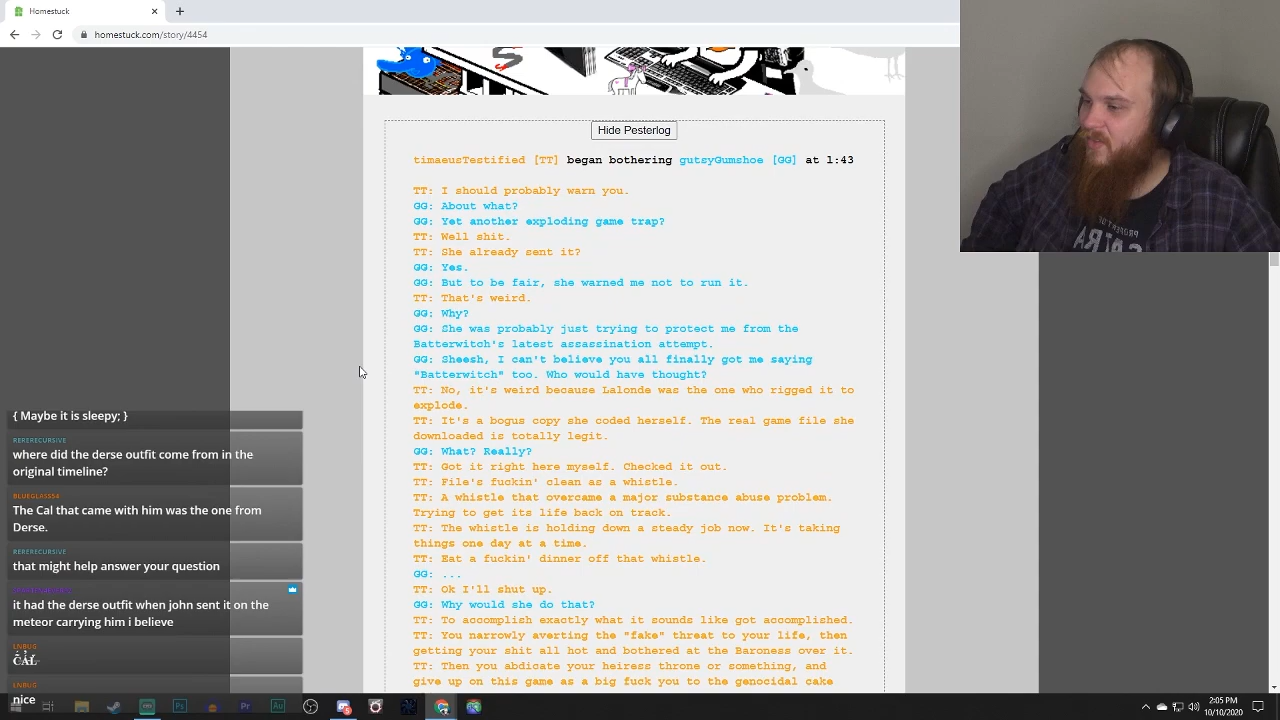 Homestuck
homestuck.com/story/4454
Hide Pesterlog
timaeusTestified [TT] began bothering gutsyGumshoe [GG] at 1:43
TT: I should probably warn you.
GG: About what?
GG: Yet another exploding game trap?
TT: Well shit.
TT: She already sent it?
GG: Yes.
GG: But to be fair, she warned me not to run it.
TT: That's weird.
GG: Why?
GG: She was probably just trying to protect me from the
Batterwitch's latest assassination attempt.
GG: Sheesh, I can't believe you all finally got me saying
"Batterwitch" too. Who would have thought?
TT: No, it's weird because Lalonde was the one who rigged it to
explode.
TT: It's a bogus copy she coded herself. The real game file she
downloaded is totally legit.
GG: What? Really?
TT: Got it right here myself. Checked it out.
TT: File's fuckin' clean as a whistle.
TT: A whistle that overcame a major substance abuse problem.
Trying to get its life back on track.
TT: The whistle is holding down a steady job now. It's taking
things one day at a time.
TT: Eat a fuckin' dinner off that whistle.
GG: ...
TT: Ok I'll shut up.
GG: Why would she do that?
TT: To accomplish exactly what it sounds like got accomplished.
TT: You narrowly averting the "fake" threat to your life, then
getting your shit all hot and bothered at the Baroness over it.
TT: Then you abdicate your heiress throne or something, and
give up on this game as a big fuck you to the genocidal cake
{ Maybe it is sleepy; }
RERERECURSIVE
where did the derse outfit come from in the
original timeline?
BLUEGLASS54
The Cal that came with him was the one from
Derse.
RERERECURSIVE
that might help answer your question
it had the derse outfit when john sent it on the
meteor carrying him i believe
LNBUG
CAL
LNBUG
nice
PROPERTY OF
2:05 PM
10/10/2020